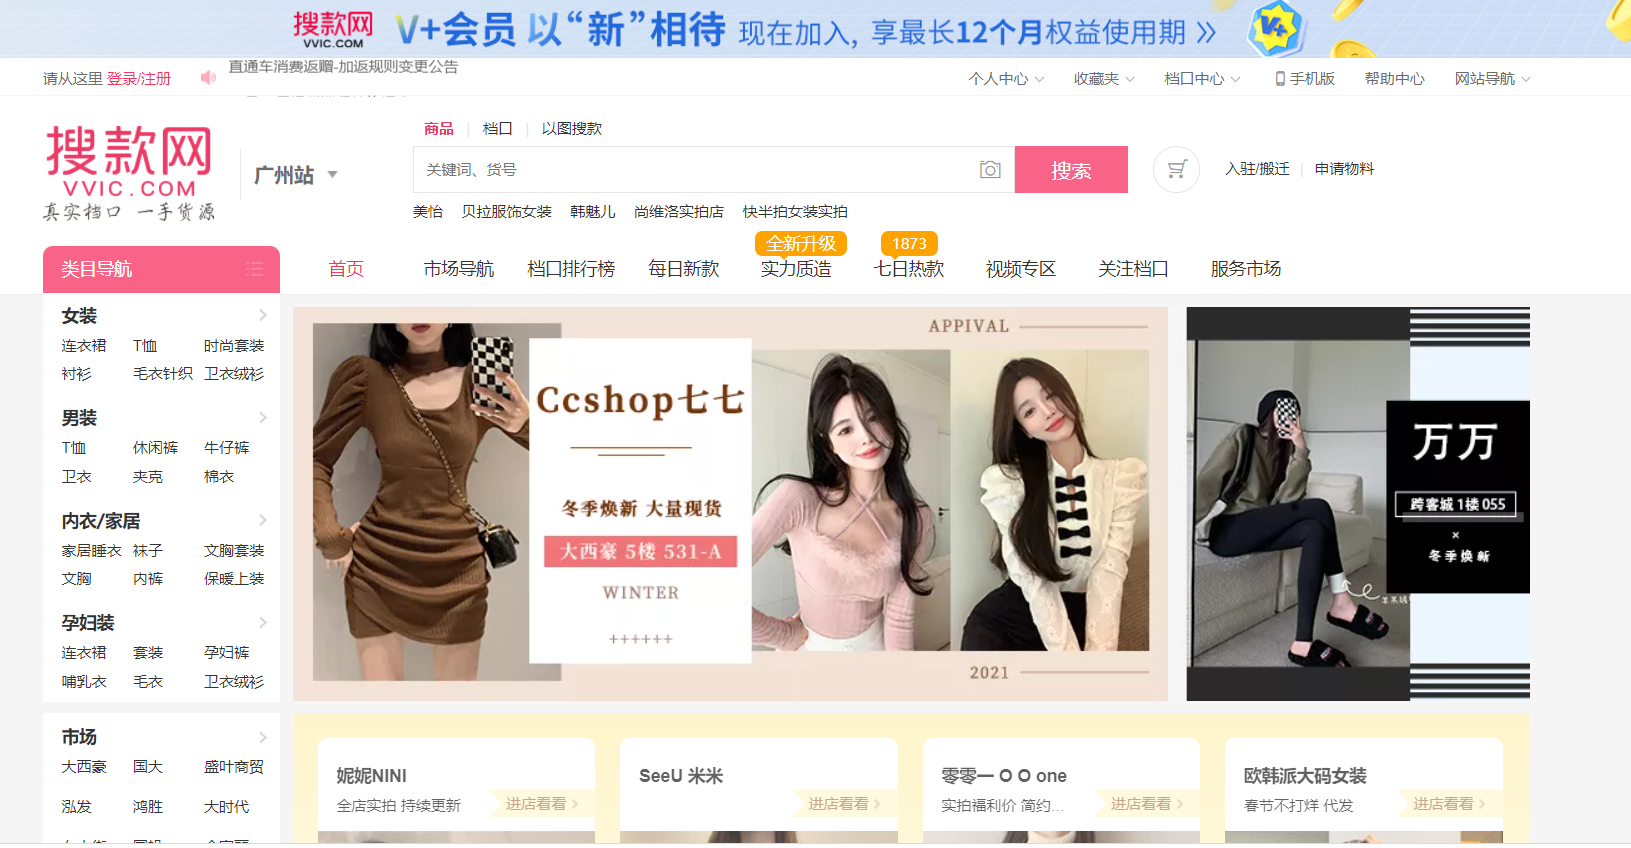 搜款网
VVIC.COM
V+会员 以“新”相待 现在加入，享最长12个月权益使用期
V+
请从这里 登录/注册
直通车消费返赠-加返规则变更公告
个人中心 收藏夹 档口中心 手机版 帮助中心 网站导航
搜款网
VVIC.COM
真实档口 一手货源
广州站
商品 | 档口 | 以图搜款
关键词、货号
搜索
入驻/搬迁 | 申请物料
美怡 贝拉服饰女装 韩魅儿 尚维洛实拍店 快半拍女装实拍
全新升级 1873
类目导航
首页 市场导航 档口排行榜 每日新款 实力质造 七日热款 视频专区 关注档口 服务市场
女装
连衣裙 T恤 时尚套装
衬衫 毛衣针织 卫衣绒衫
男装
T恤 休闲裤 牛仔裤
卫衣 夹克 棉衣
内衣/家居
家居睡衣 袜子 文胸套装
文胸 内裤 保暖上装
孕妇装
连衣裙 套装 孕妇裤
哺乳衣 毛衣 卫衣绒衫
市场
大西豪 国大 盛叶商贸
泓发 鸿胜 大时代
APPIVAL
Ccshop七七
冬季焕新 大量现货
大西豪 5楼 531-A
WINTER
++++++
2021
万万
跨客城 1楼 055
×
冬季焕新
妮妮NINI
全店实拍 持续更新
进店看看
SeeU 米米
进店看看
零零一 O O one
实拍福利价 简约...
进店看看
欧韩派大码女装
春节不打烊 代发
进店看看